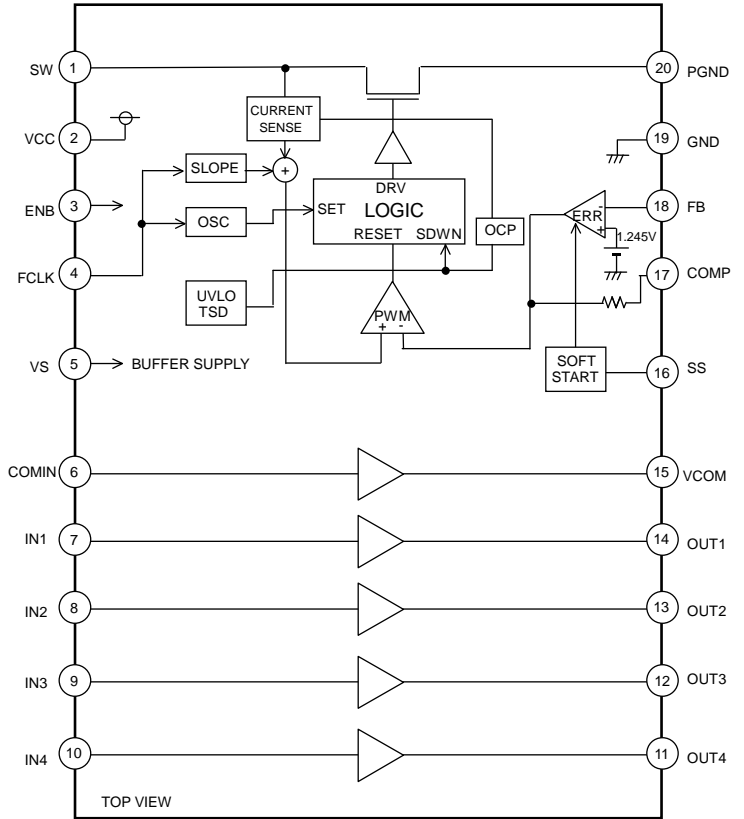 SW 1
20 PGND
CURRENT
SENSE
VCC 2
19 GND
SLOPE
+
DRV
ENB 3
OSC
SET
LOGIC
RESET SDWN
OCP
ERR
-
+
18 FB
1.245V
FCLK 4
17 COMP
UVLO
TSD
PWM
+ -
VS 5
BUFFER SUPPLY
SOFT
START
16 SS
COMIN 6
15 VCOM
IN1 7
14 OUT1
IN2 8
13 OUT2
IN3 9
12 OUT3
IN4 10
11 OUT4
TOP VIEW